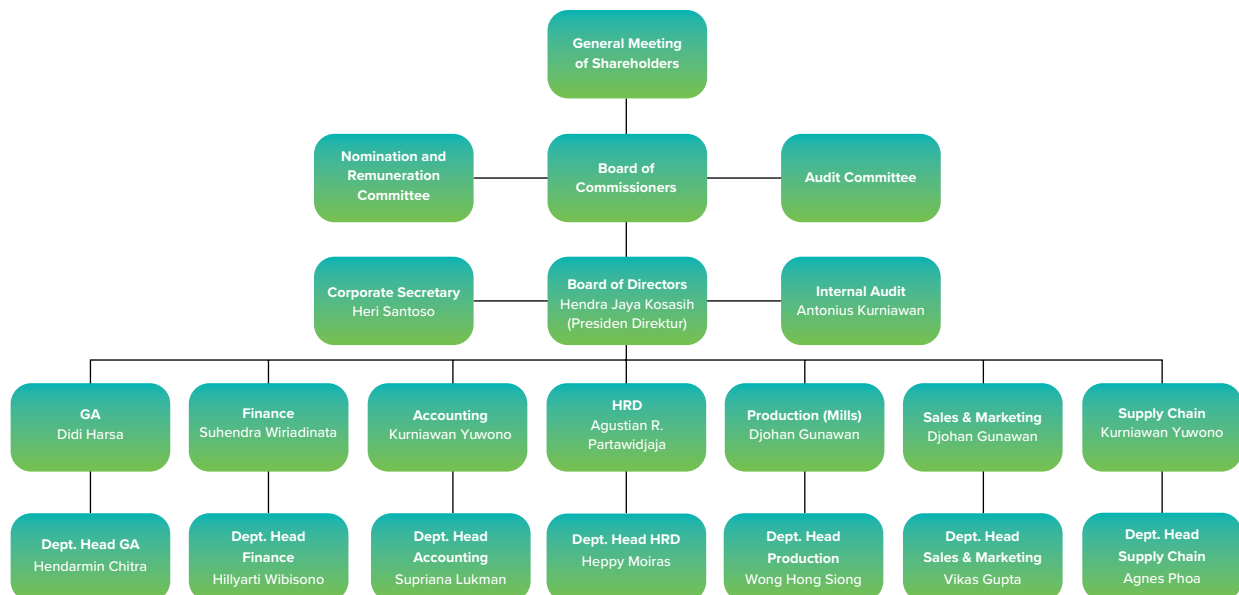 General Meeting
of Shareholders
Nomination and
Remuneration
Committee
Board of
Commissioners
Audit Committee
Corporate Secretary
Heri Santoso
Board of Directors
Hendra Jaya Kosasih
(Presiden Direktur)
Internal Audit
Antonius Kurniawan
GA
Didi Harsa
Finance
Suhendra Wiriadinata
Accounting
Kurniawan Yuwono
HRD
Agustian R.
Partawidjaja
Production (Mills)
Djohan Gunawan
Sales & Marketing
Djohan Gunawan
Supply Chain
Kurniawan Yuwono
Dept. Head GA
Hendarmin Chitra
Dept. Head
Finance
Hillyarti Wibisono
Dept. Head
Accounting
Supriana Lukman
Dept. Head HRD
Heppy Moiras
Dept. Head
Production
Wong Hong Siong
Dept. Head
Sales & Marketing
Vikas Gupta
Dept. Head
Supply Chain
Agnes Phoa